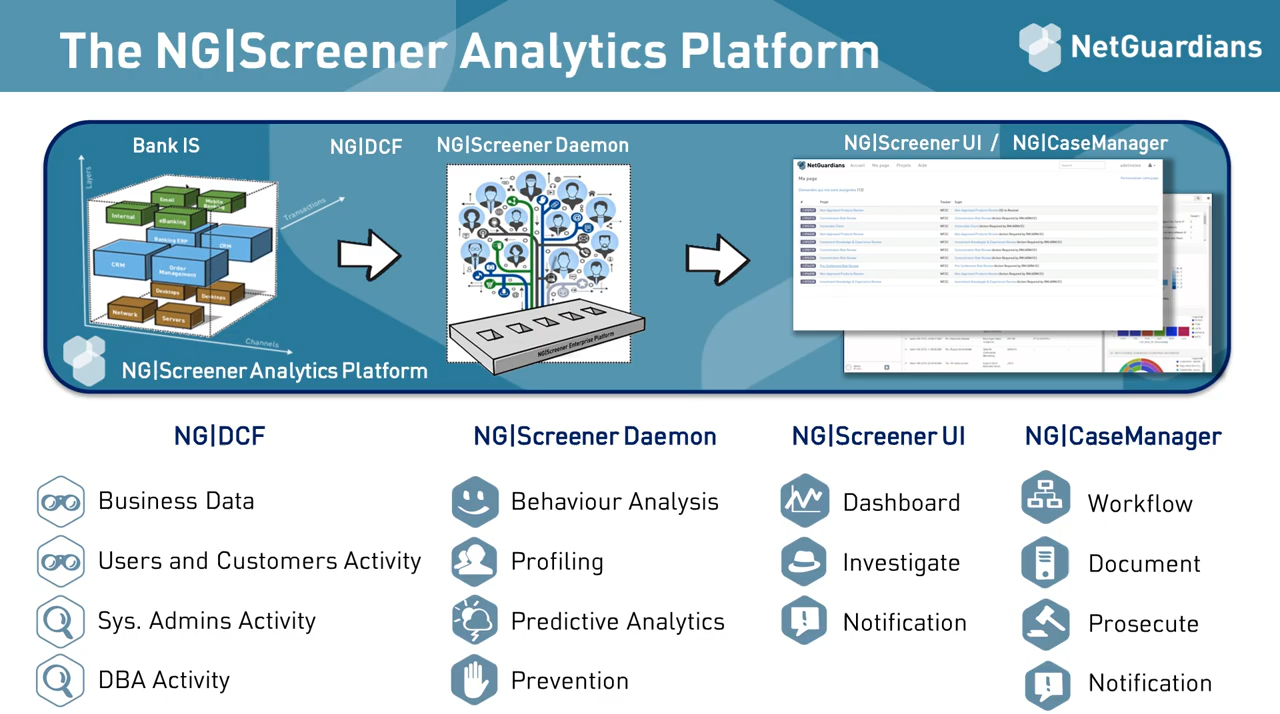 The NG|Screener Analytics Platform
NetGuardians
Bank IS
NG|DCF
NG|Screener Daemon
NG|Screener UI / NG|CaseManager
Layers
Transactions
Channels
Email
Mobile Banking
Internal
eBanking
Banking ERP
CRM
CRM
Order Management
Desktops
Desktops
Network
Servers
NG|Screener Enterprise Platform
NetGuardians
Ma page
NG|Screener Analytics Platform
NG|DCF
Business Data
Users and Customers Activity
Sys. Admins Activity
DBA Activity
NG|Screener Daemon
Behaviour Analysis
Profiling
Predictive Analytics
Prevention
NG|Screener UI
Dashboard
Investigate
Notification
NG|CaseManager
Workflow
Document
Prosecute
Notification